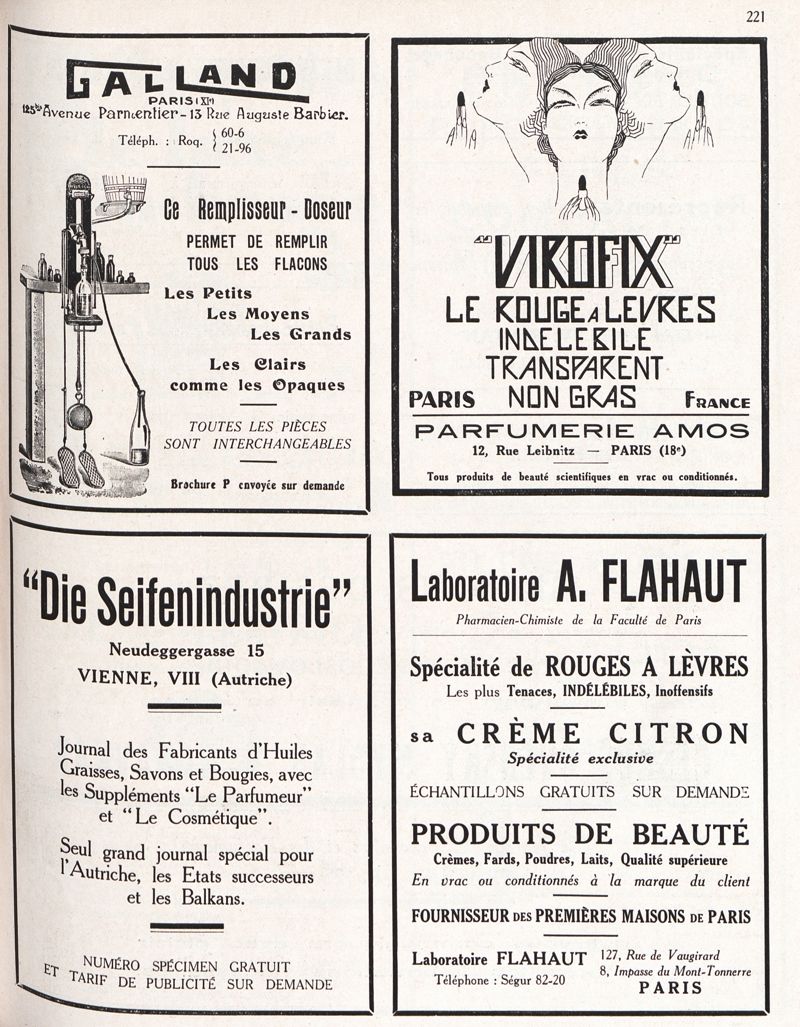 221
GALLAND
PARIS (XIe)
125bis Avenue Parmentier - 13 Rue Auguste Barbier.
Téléph. : Roq. { 60-6
21-96
Ce Remplisseur - Doseur
PERMET DE REMPLIR
TOUS LES FLACONS
Les Petits
Les Moyens
Les Grands
Les Clairs
comme les Opaques
TOUTES LES PIÈCES
SONT INTERCHANGEABLES
Brochure P envoyée sur demande
"VIROFIX"
LE ROUGE A LEVRES
INDELEBILE
TRANSPARENT
PARIS NON GRAS FRANCE
PARFUMERIE AMOS
12, Rue Leibnitz — PARIS (18e)
Tous produits de beauté scientifiques en vrac ou conditionnés.
"Die Seifenindustrie"
Neudeggergasse 15
VIENNE, VIII (Autriche)
Journal des Fabricants d'Huiles
Graisses, Savons et Bougies, avec
les Suppléments "Le Parfumeur"
et "Le Cosmétique".
Seul grand journal spécial pour
l'Autriche, les Etats successeurs
et les Balkans.
NUMÉRO SPÉCIMEN GRATUIT
ET TARIF DE PUBLICITÉ SUR DEMANDE
Laboratoire A. FLAHAUT
Pharmacien-Chimiste de la Faculté de Paris
Spécialité de ROUGES A LÈVRES
Les plus Tenaces, INDÉLÉBILES, Inoffensifs
sa CRÈME CITRON
Spécialité exclusive
ÉCHANTILLONS GRATUITS SUR DEMANDE
PRODUITS DE BEAUTÉ
Crèmes, Fards, Poudres, Laits, Qualité supérieure
En vrac ou conditionnés à la marque du client
FOURNISSEUR DES PREMIÈRES MAISONS DE PARIS
Laboratoire FLAHAUT 127, Rue de Vaugirard
Téléphone : Ségur 82-20 8, Impasse du Mont-Tonnerre
PARIS